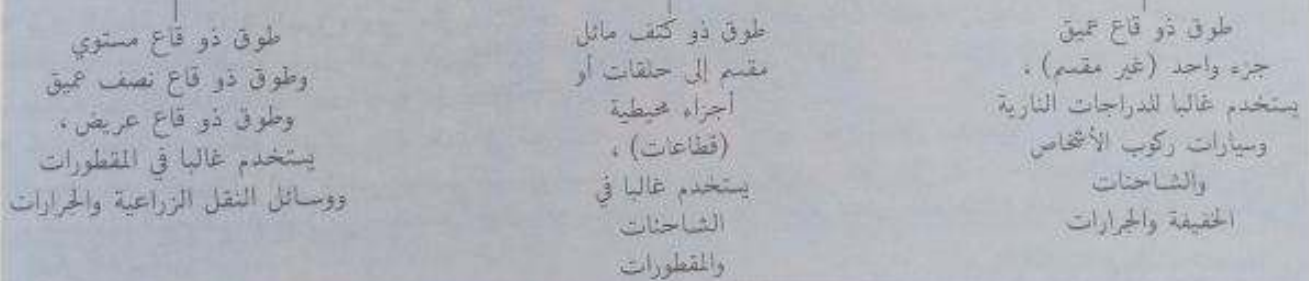 طوق ذو قاع عميق
جزء واحد (غير مقسم) ،
يستخدم غالبا للدراجات النارية
وسيارات ركوب الأشخاص
والشاحنات
الخفيفة والجرارات
طوق ذو كتف مائل
مقسم إلى حلقات أو
أجزاء محيطية
(قطاعات) ،
يستخدم غالبا في
الشاحنات
والمقطورات
طوق ذو قاع مستوي
وطوق ذو قاع نصف عميق
وطوق ذو قاع عريض ،
يستخدم غالبا في المقطورات
ووسائل النقل الزراعية والجرارات